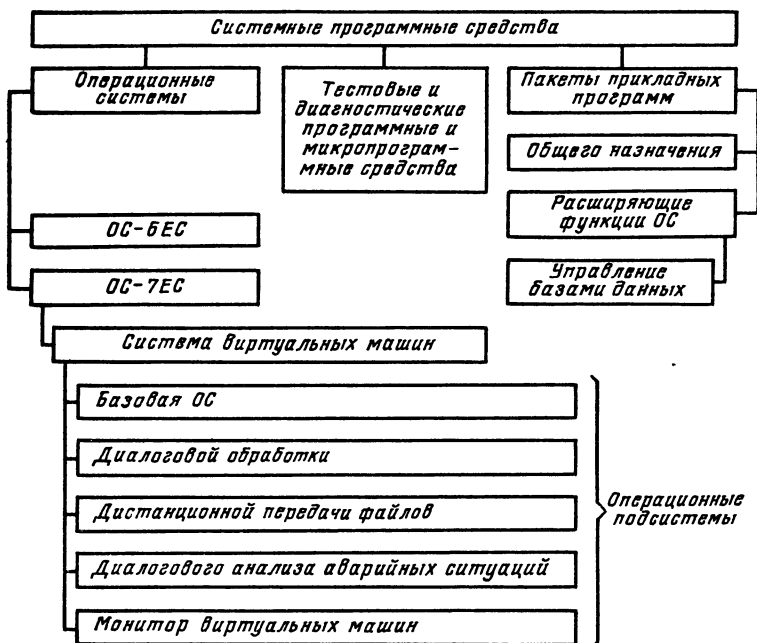 Системные программные средства
Операционные
системы
Тестовые и
диагностические
программные и
микропрограм-
мные средства
Пакеты прикладных
программ
Общего назначения
Расширяющие
функции ОС
Управление
базами данных
ОС-6ЕС
ОС-7ЕС
Система виртуальных машин
Базовая ОС
Диалоговой обработки
Дистанционной передачи файлов
Диалогового анализа аварийных ситуаций
Монитор виртуальных машин
Операционные
подсистемы